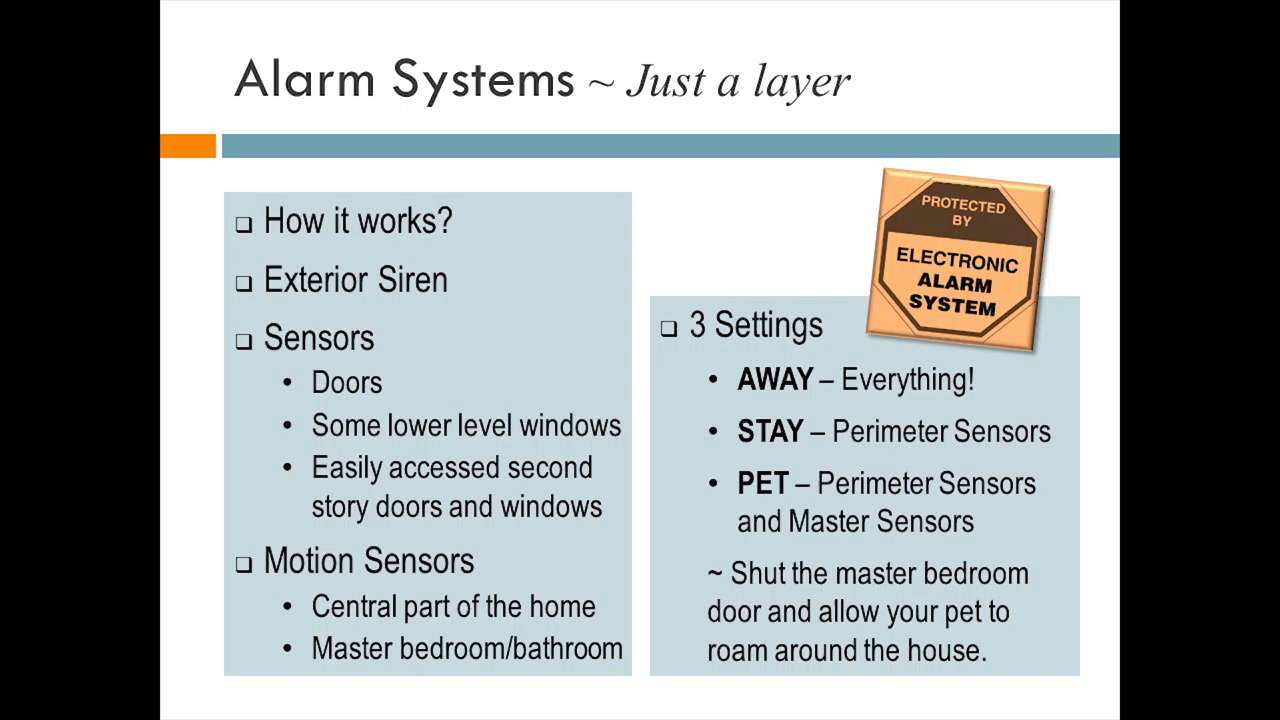 Alarm Systems ~ Just a layer
How it works?
Exterior Siren
Sensors
• Doors
• Some lower level windows
• Easily accessed second
story doors and windows
Motion Sensors
• Central part of the home
• Master bedroom/bathroom
PROTECTED
BY
ELECTRONIC
ALARM
SYSTEM
3 Settings
• AWAY – Everything!
• STAY – Perimeter Sensors
• PET – Perimeter Sensors
and Master Sensors
~ Shut the master bedroom
door and allow your pet to
roam around the house.